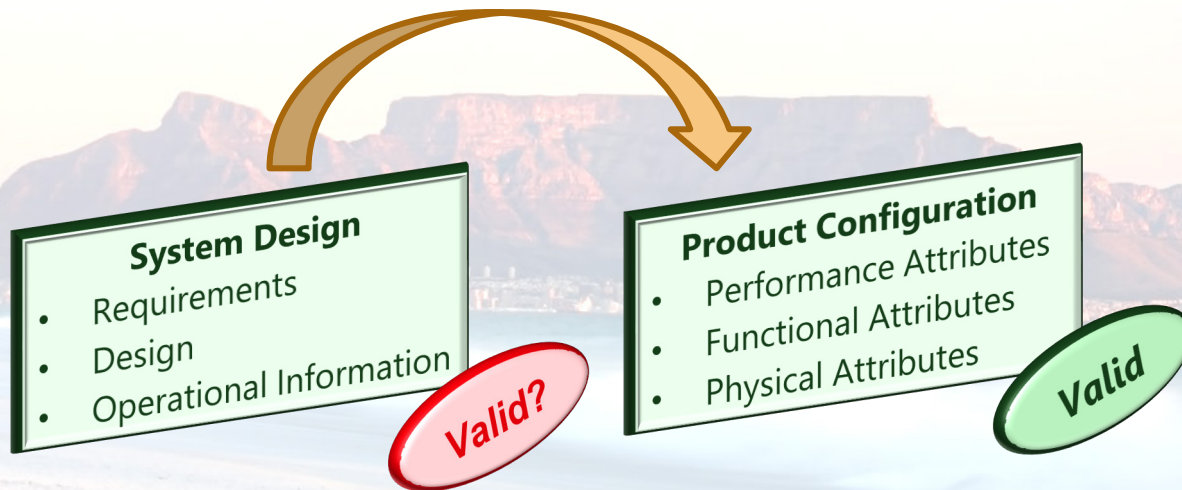 System Design
• Requirements
• Design
• Operational Information
Valid?
Product Configuration
• Performance Attributes
• Functional Attributes
• Physical Attributes
Valid